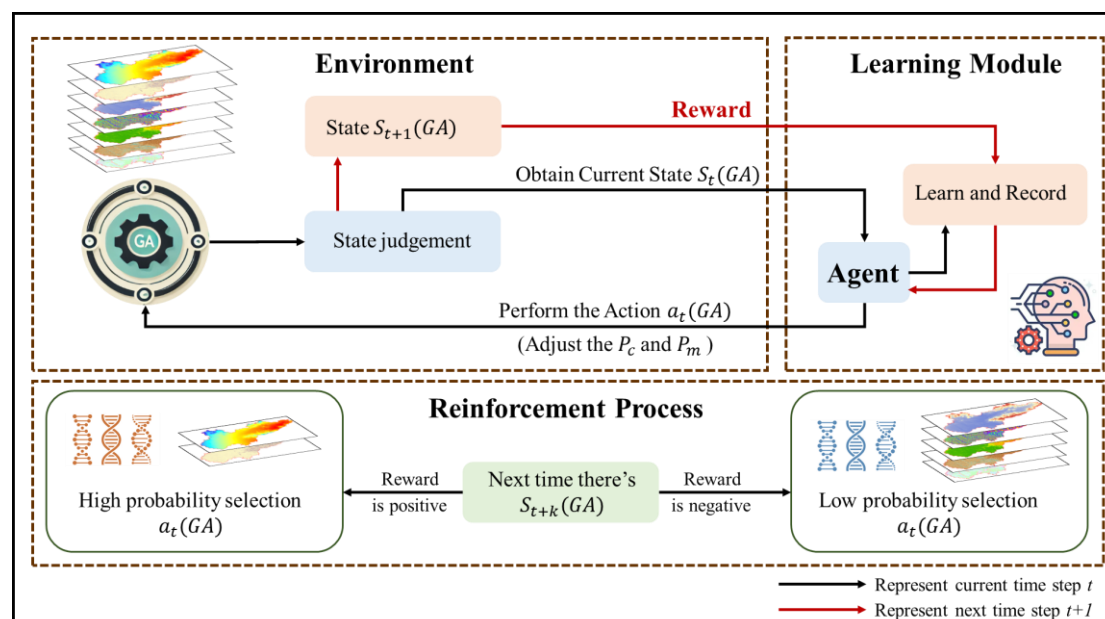 Environment
Learning Module
State S_{t+1}(GA)
Reward
Obtain Current State S_t(GA)
Learn and Record
GA
State judgement
Agent
Perform the Action a_t(GA)
(Adjust the P_c and P_m )
Reinforcement Process
High probability selection
a_t(GA)
Reward
is positive
Next time there's
S_{t+k}(GA)
Reward
is negative
Low probability selection
a_t(GA)
Represent current time step t
Represent next time step t+1